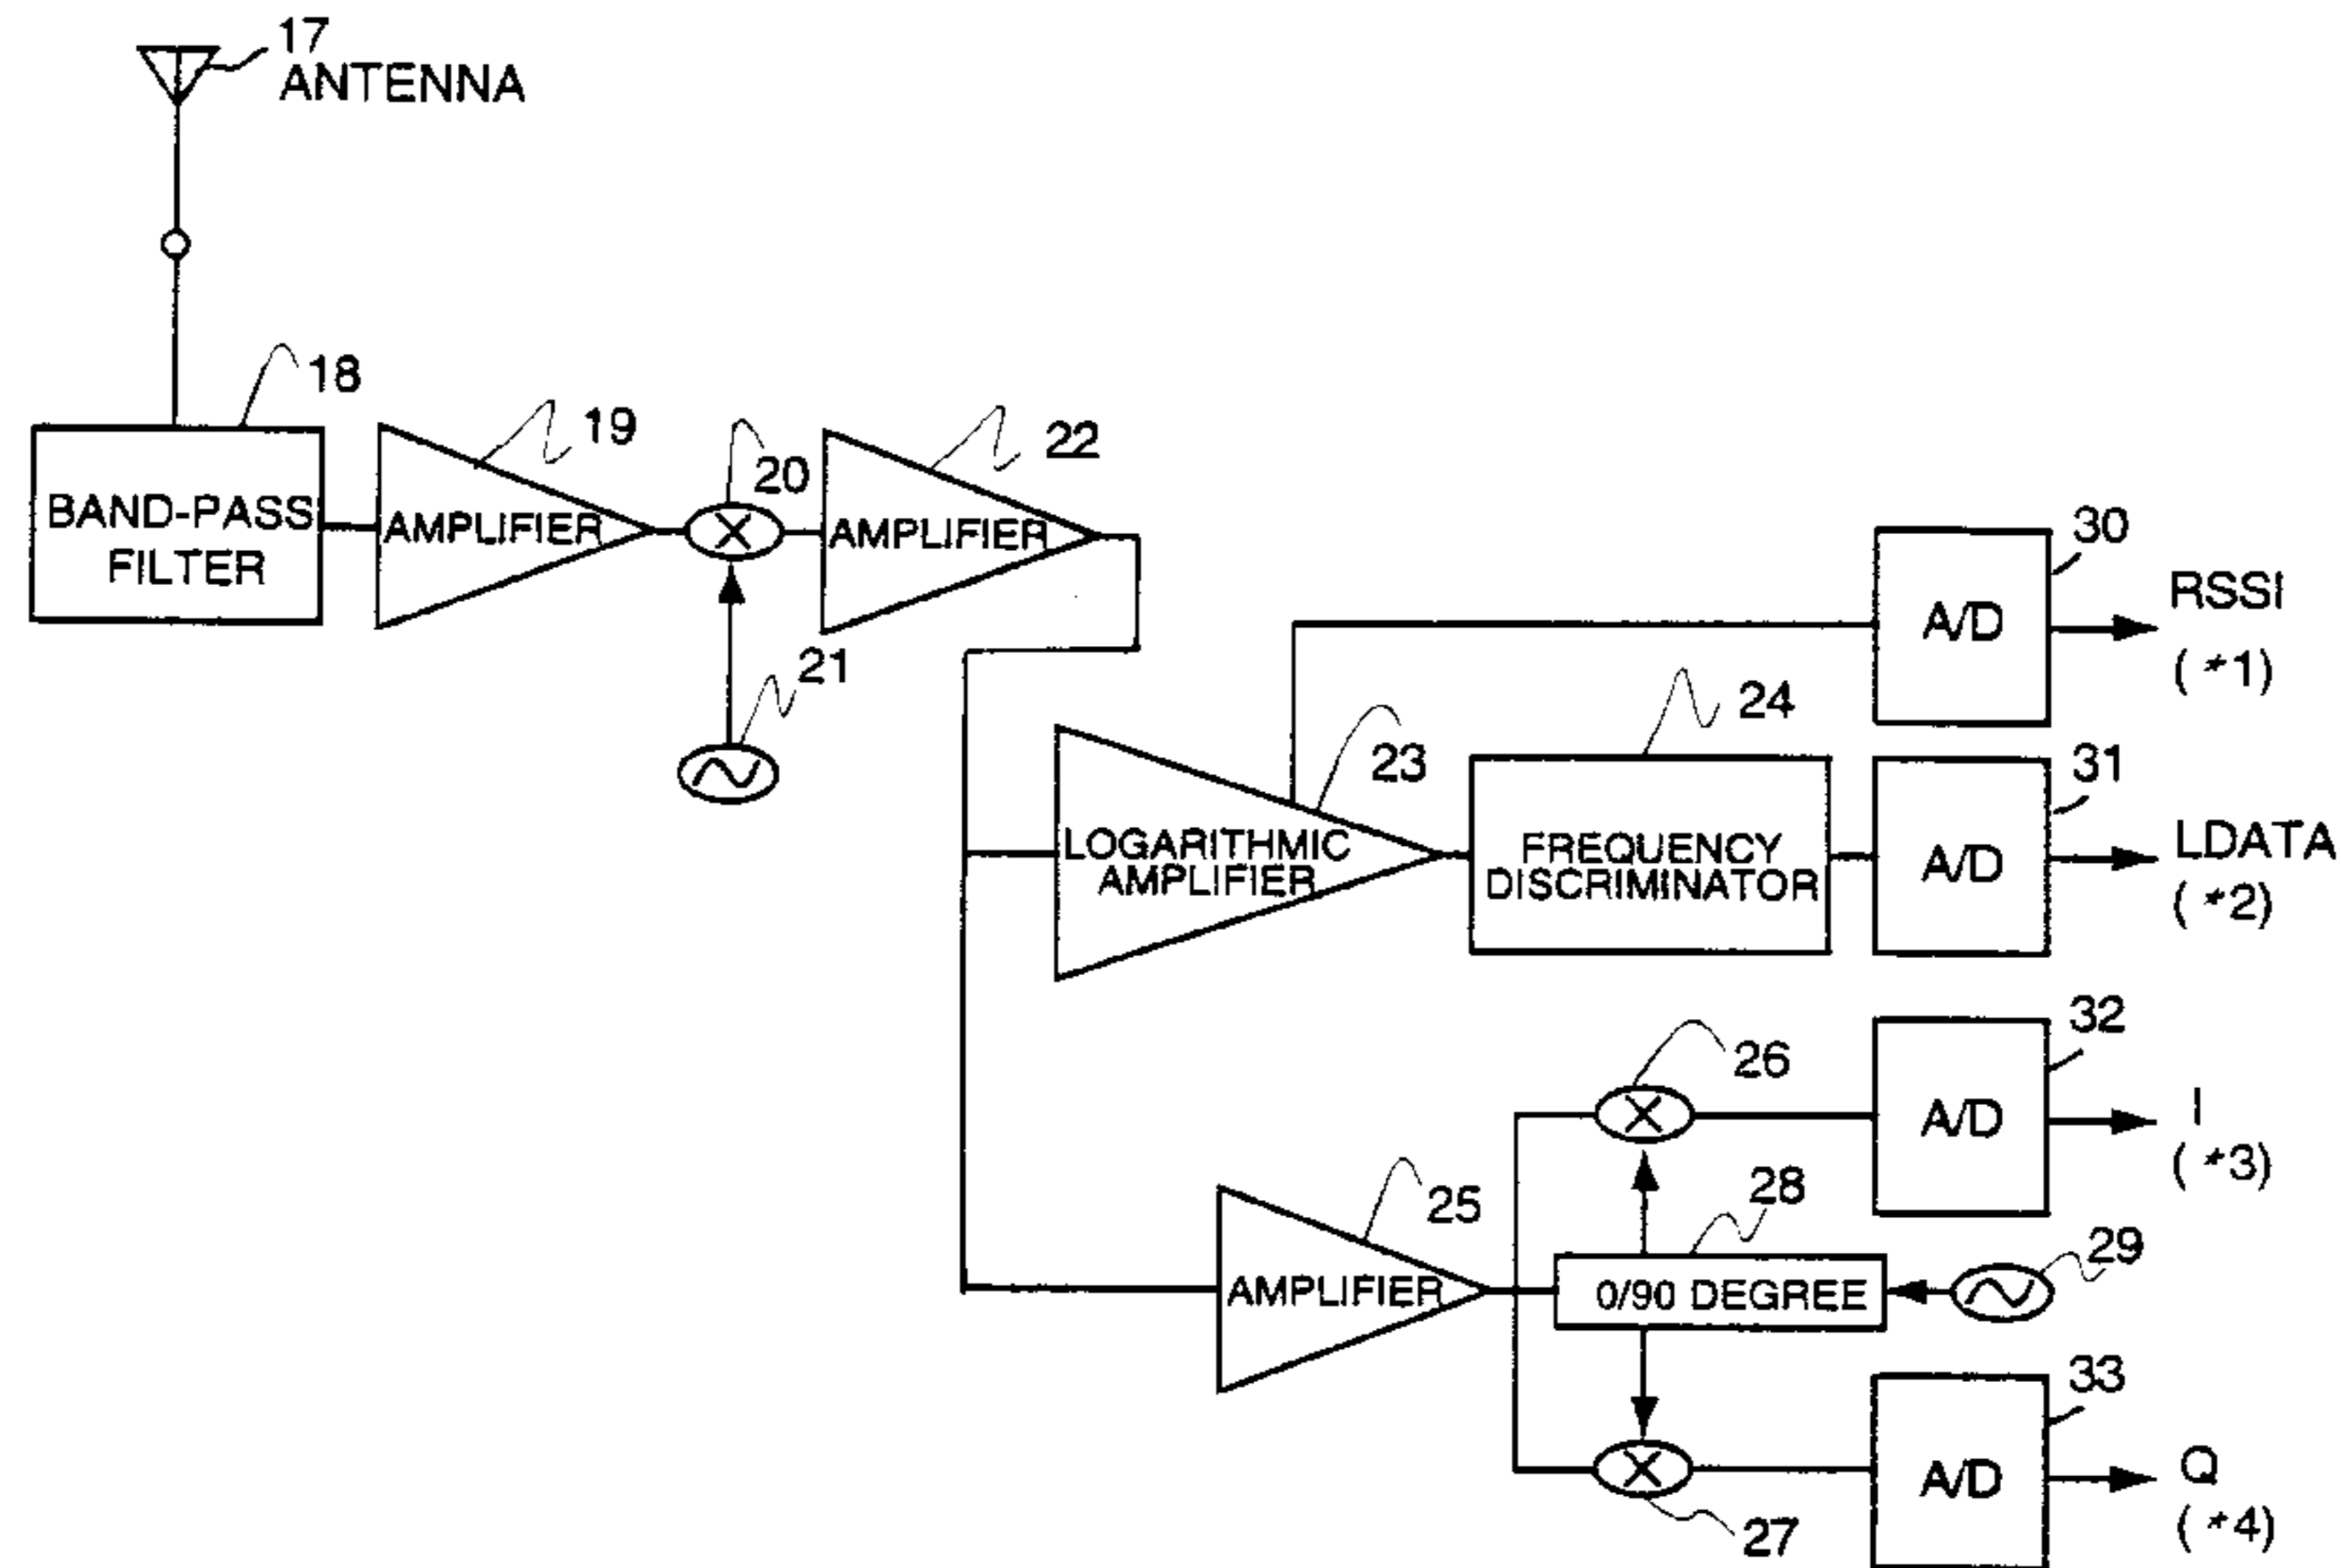 17
ANTENNA
18
19
20
22
BAND-PASS
FILTER
AMPLIFIER
AMPLIFIER
21
30
A/D
RSSI
(*1)
23
24
31
LOGARITHMIC
AMPLIFIER
FREQUENCY
DISCRIMINATOR
A/D
LDATA
(*2)
26
32
A/D
I
(*3)
25
28
29
AMPLIFIER
0/90 DEGREE
33
27
A/D
Q
(*4)